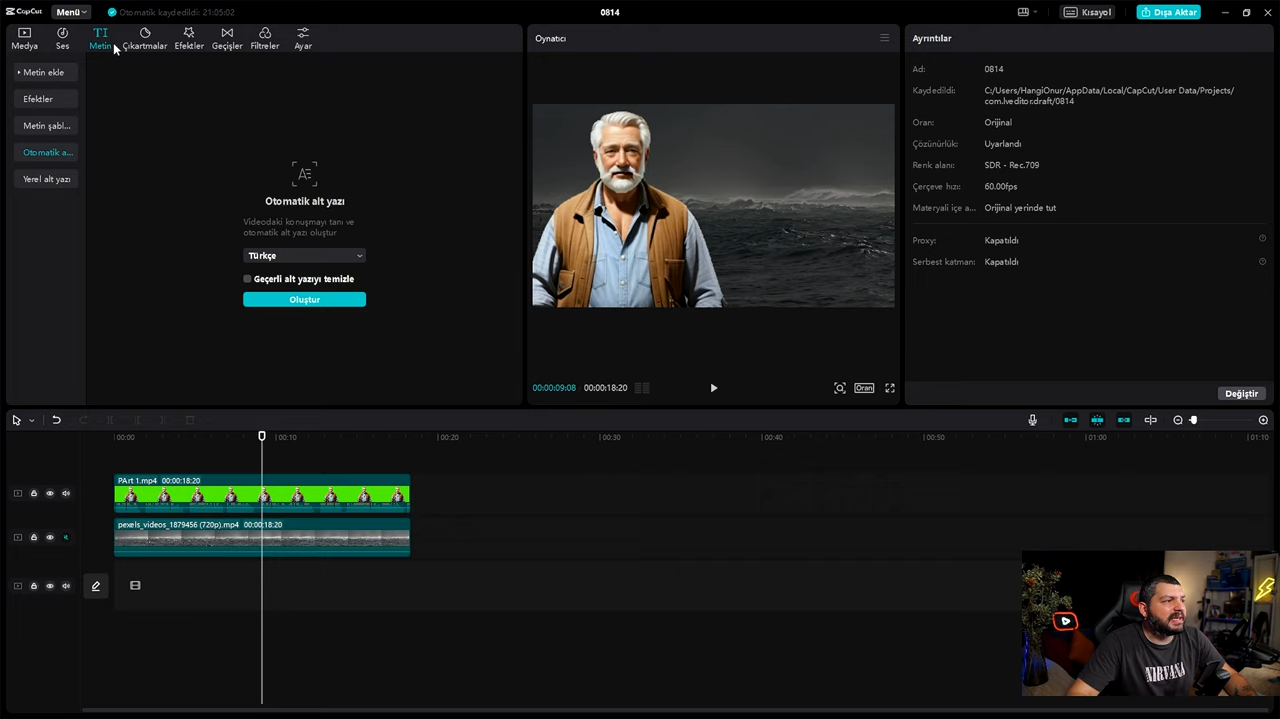 CapCut
Menü
Otomatik kaydedildi: 21:05:02
0814
Kısayol
Dışa Aktar
Medya
Ses
Metin
Çıkartmalar
Efektler
Geçişler
Filtreler
Ayar
Metin ekle
Efektler
Metin şabl...
Otomatik a...
Yerel alt yazı
Otomatik alt yazı
Videodaki konuşmayı tanı ve
otomatik alt yazı oluştur
Türkçe
Geçerli alt yazıyı temizle
Oluştur
Oynatıcı
00:00:09:08
00:00:18:20
Oran
Ayrıntılar
Ad: 0814
Kaydedildi: C:/Users/HangiOnur/AppData/Local/CapCut/User Data/Projects/
com.lveditor.draft/0814
Oran: Orijinal
Çözünürlük: Uyarlandı
Renk alanı: SDR - Rec.709
Çerçeve hızı: 60.00fps
Materyali içe a... Orijinal yerinde tut
Proxy: Kapatıldı
Serbest katman: Kapatıldı
Değiştir
00:00
00:10
00:20
00:30
00:40
00:50
01:00
01:10
PArt 1.mp4 00:00:18:20
pexels_videos_1879456 (720p).mp4 00:00:18:20
NIRVANA